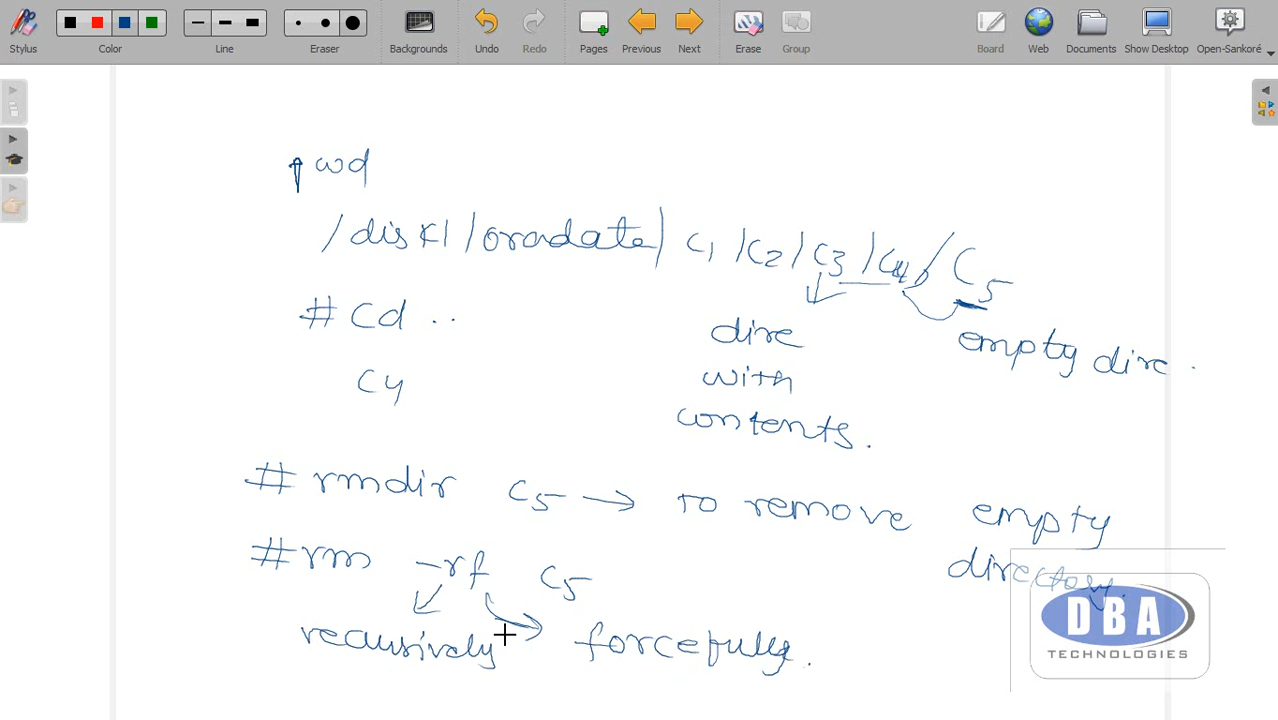 Stylus
Color
Line
Eraser
Backgrounds
Undo
Redo
Pages
Previous
Next
Erase
Group
Board
Web
Documents
Show Desktop
Open-Sankoré
pwd
/disk1/oradata/ c1 /c2 / c3 / c4 / C5
# cd ..
c4
dire
with
contents.
empty dire.
# rmdir c5 → to remove empty
directory.
# rm -rf c5
recursively forcefully.
DBA
TECHNOLOGIES